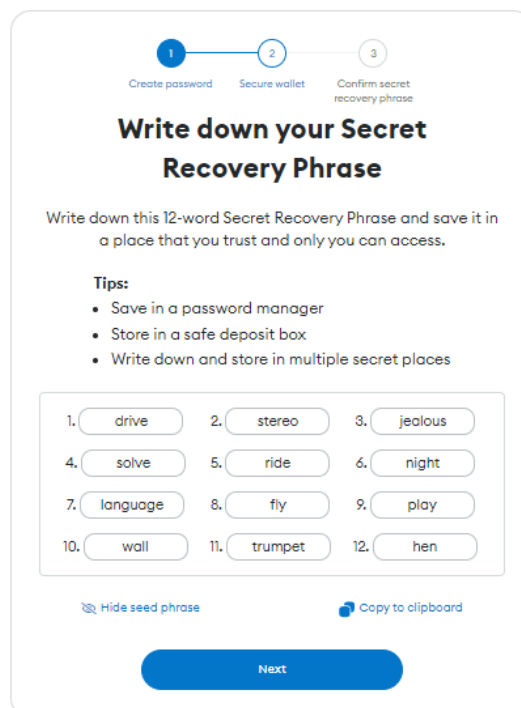 1 2 3
Create password Secure wallet Confirm secret
recovery phrase
Write down your Secret
Recovery Phrase
Write down this 12-word Secret Recovery Phrase and save it in
a place that you trust and only you can access.
Tips:
• Save in a password manager
• Store in a safe deposit box
• Write down and store in multiple secret places
1. drive 2. stereo 3. jealous
4. solve 5. ride 6. night
7. language 8. fly 9. play
10. wall 11. trumpet 12. hen
Hide seed phrase Copy to clipboard
Next